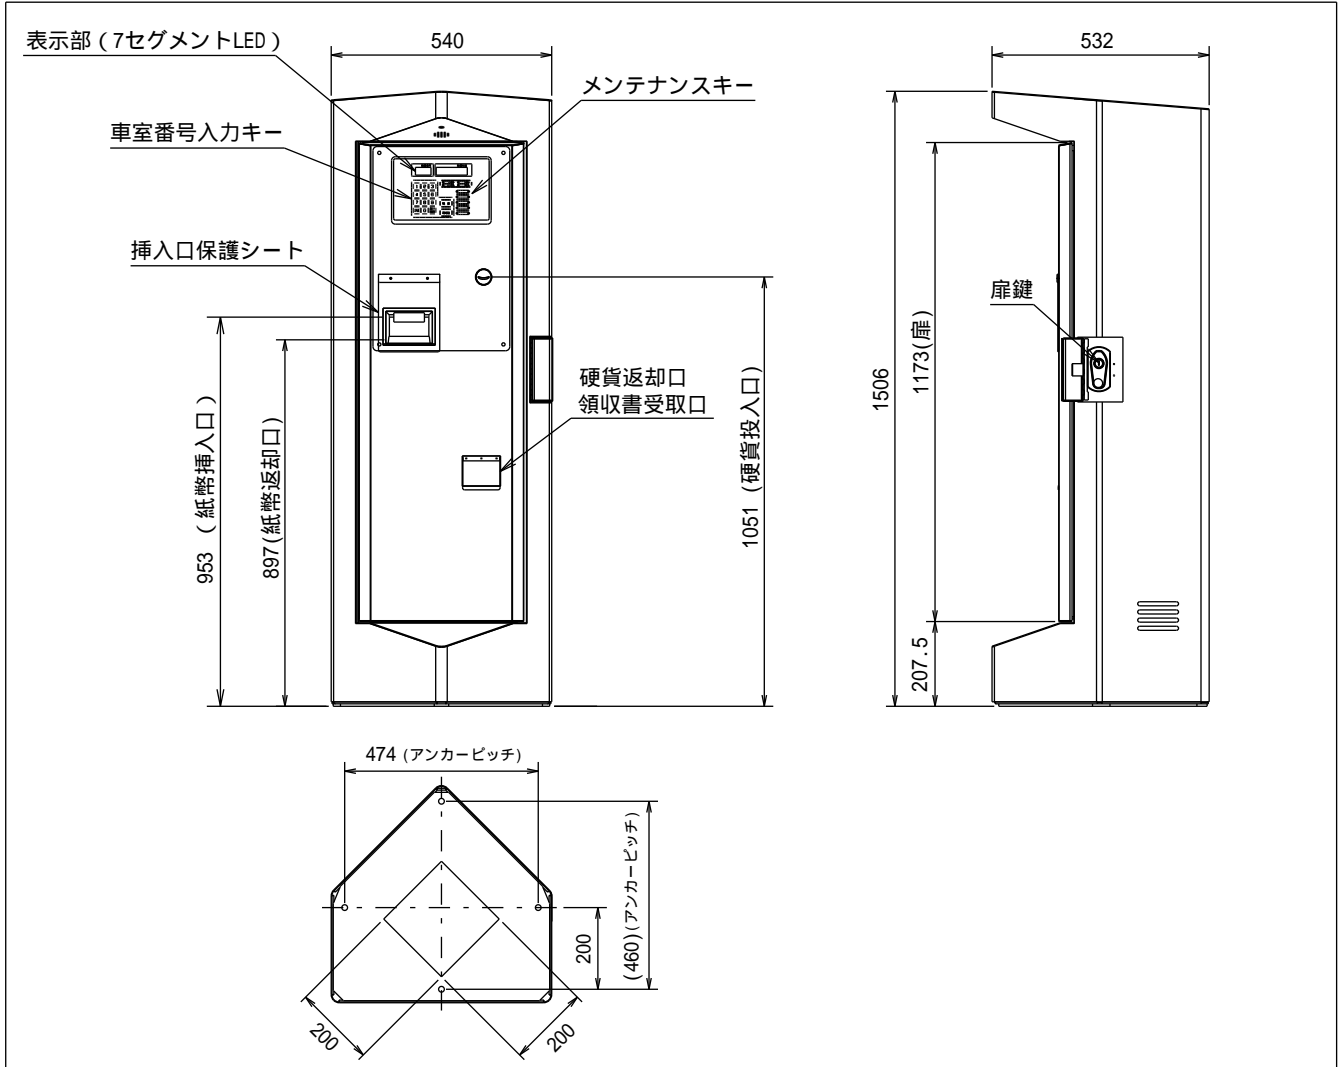 表示部(7セグメントLED)
540
532
メンテナンスキー
車室番号入力キー
挿入口保護シート
扉鍵
硬貨返却口
領収書受取口
953 (紙幣挿入口)
897(紙幣返却口)
1051 (硬貨投入口)
1506
1173(扉)
207.5
474 (アンカーピッチ)
(460)(アンカーピッチ)
200
200
200